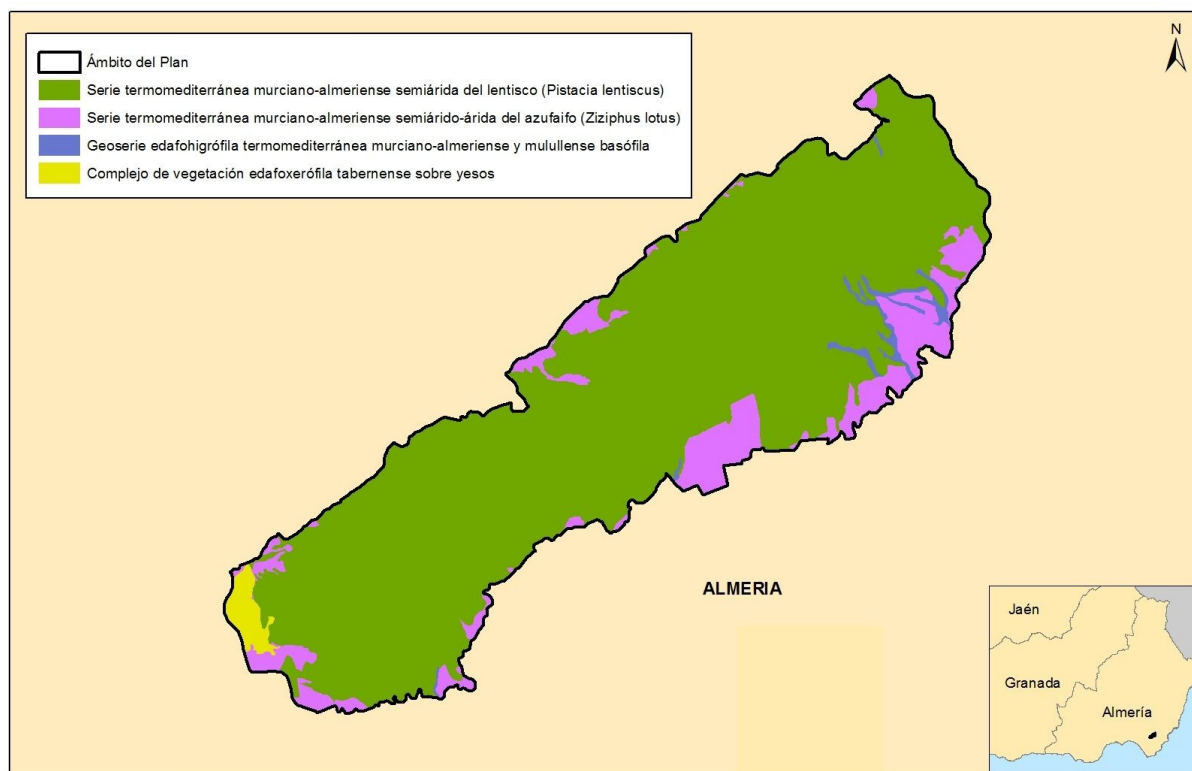 N
Ámbito del Plan
Serie termomediterránea murciano-almeriense semiárida del lentisco (Pistacia lentiscus)
Serie termomediterránea murciano-almeriense semiárido-árida del azufaifo (Ziziphus lotus)
Geoserie edafohigrófila termomediterránea murciano-almeriense y mulullense basófila
Complejo de vegetación edafoxerófila tabernense sobre yesos
ALMERIA
Jaén
Granada
Almería